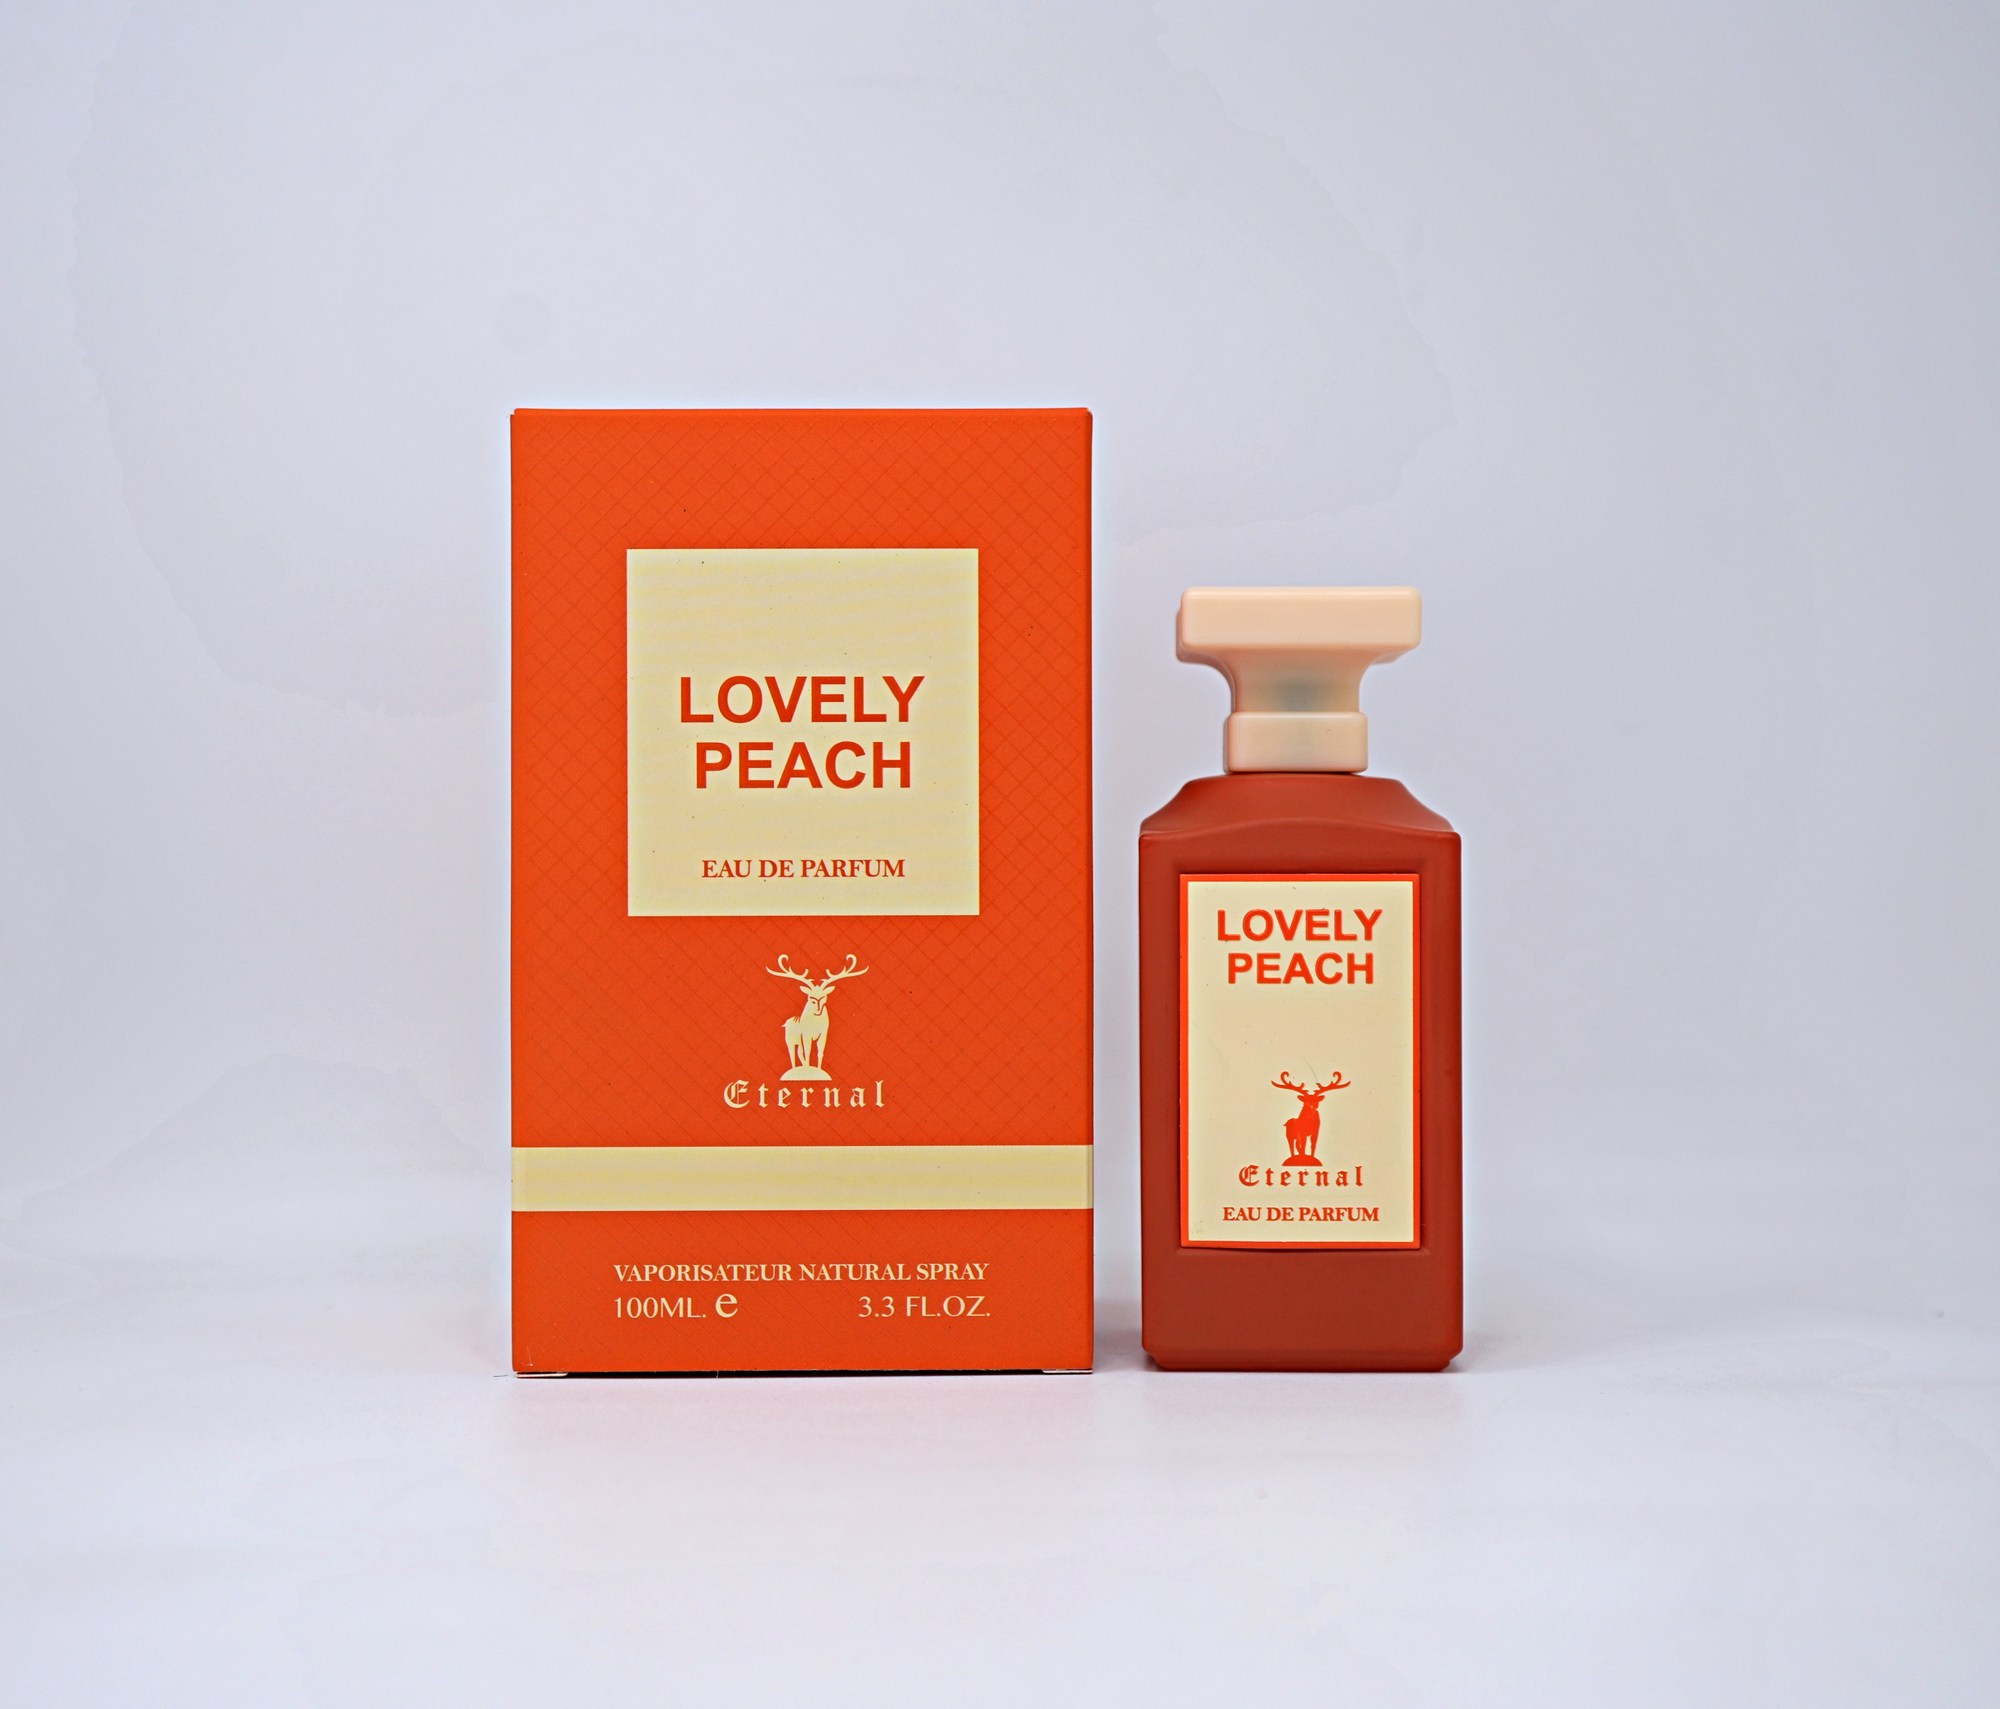 LOVELY
PEACH
EAU DE PARFUM
Eternal
VAPORISATEUR NATURAL SPRAY
100ML. e 3.3 FL.OZ.
LOVELY
PEACH
Eternal
EAU DE PARFUM